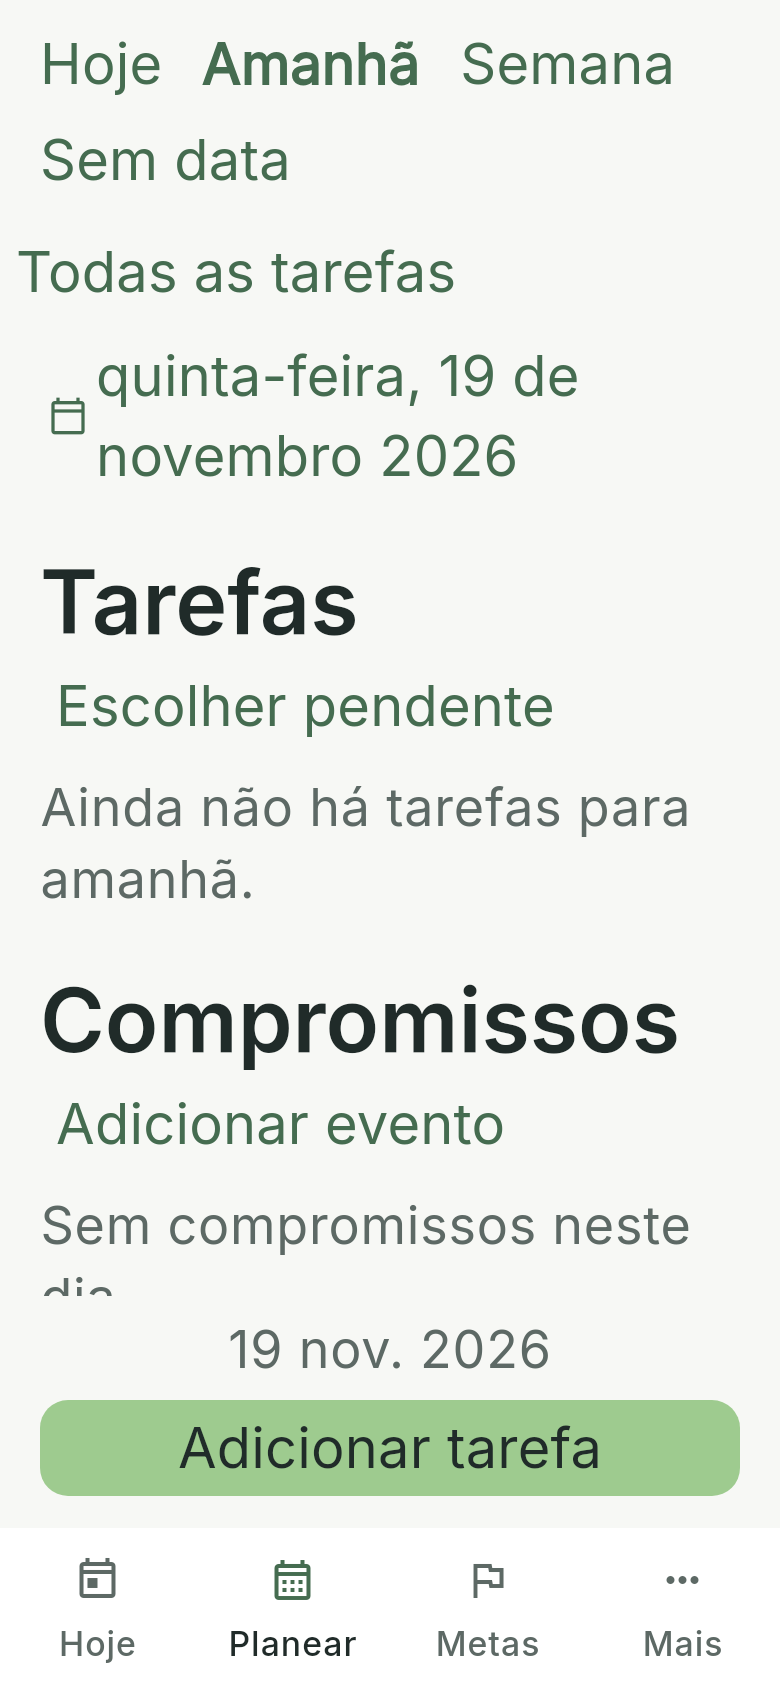 Hoje Amanhã Semana
Sem data
Todas as tarefas
quinta-feira, 19 de
novembro 2026
Tarefas
Escolher pendente
Ainda não há tarefas para
amanhã.
Compromissos
Adicionar evento
Sem compromissos neste
dia
19 nov. 2026
Adicionar tarefa
Hoje Planear Metas Mais